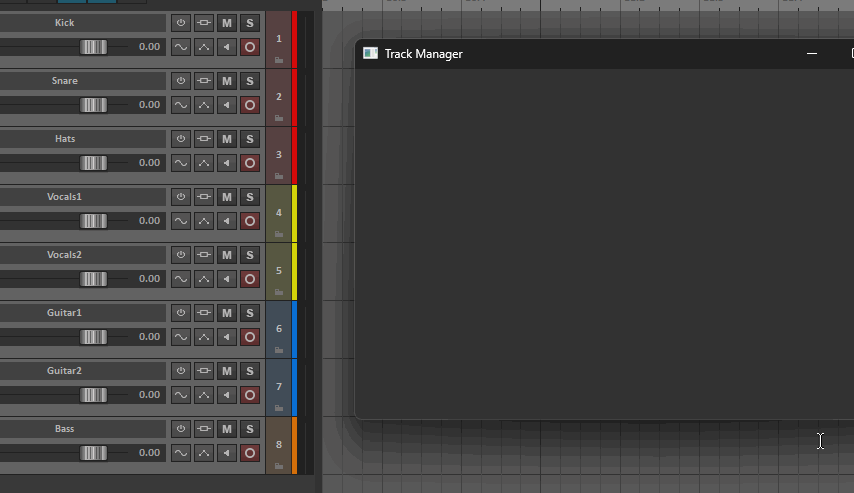 Kick
M S
0.00
1
Track Manager
Snare
M S
0.00
2
Hats
M S
0.00
3
Vocals1
M S
0.00
4
Vocals2
M S
0.00
5
Guitar1
M S
0.00
6
Guitar2
M S
0.00
7
Bass
M S
0.00
8